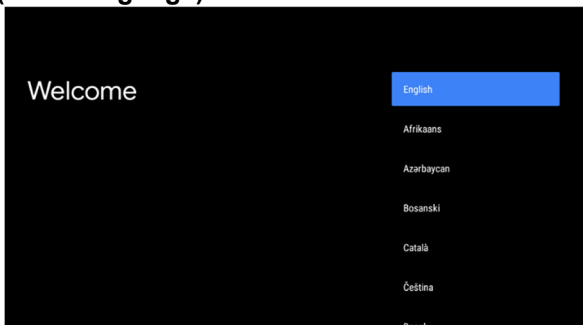 Welcome
English
Afrikaans
Azərbaycan
Bosanski
Català
Čeština